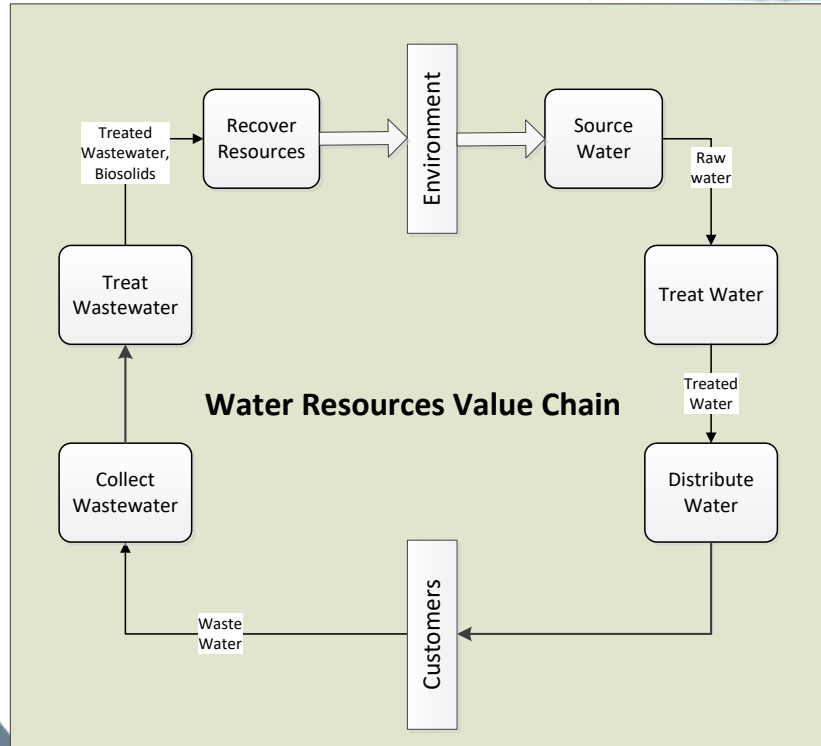 Recover
Resources
Environment
Source
Water
Treated
Wastewater,
Biosolids
Raw
water
Treat
Wastewater
Treat Water
Water Resources Value Chain
Treated
Water
Collect
Wastewater
Distribute
Water
Customers
Waste
Water